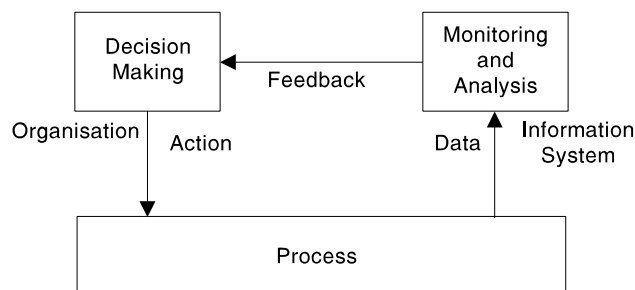 Decision
Making
Monitoring
and
Analysis
Feedback
Organisation
Action
Data
Information
System
Process